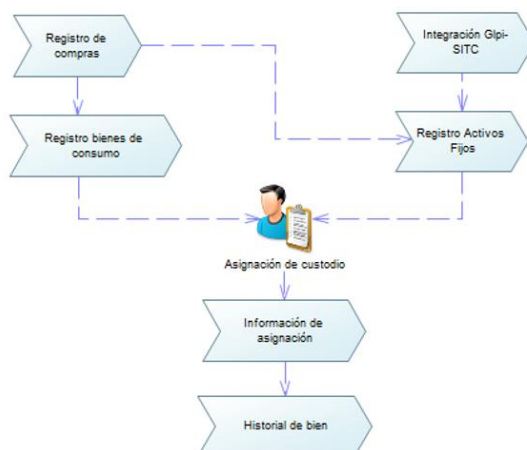 Registro de
compras
Integración Glpi-
SITC
Registro bienes de
consumo
Registro Activos
Fijos
Asignación de custodio
Información de
asignación
Historial de bien